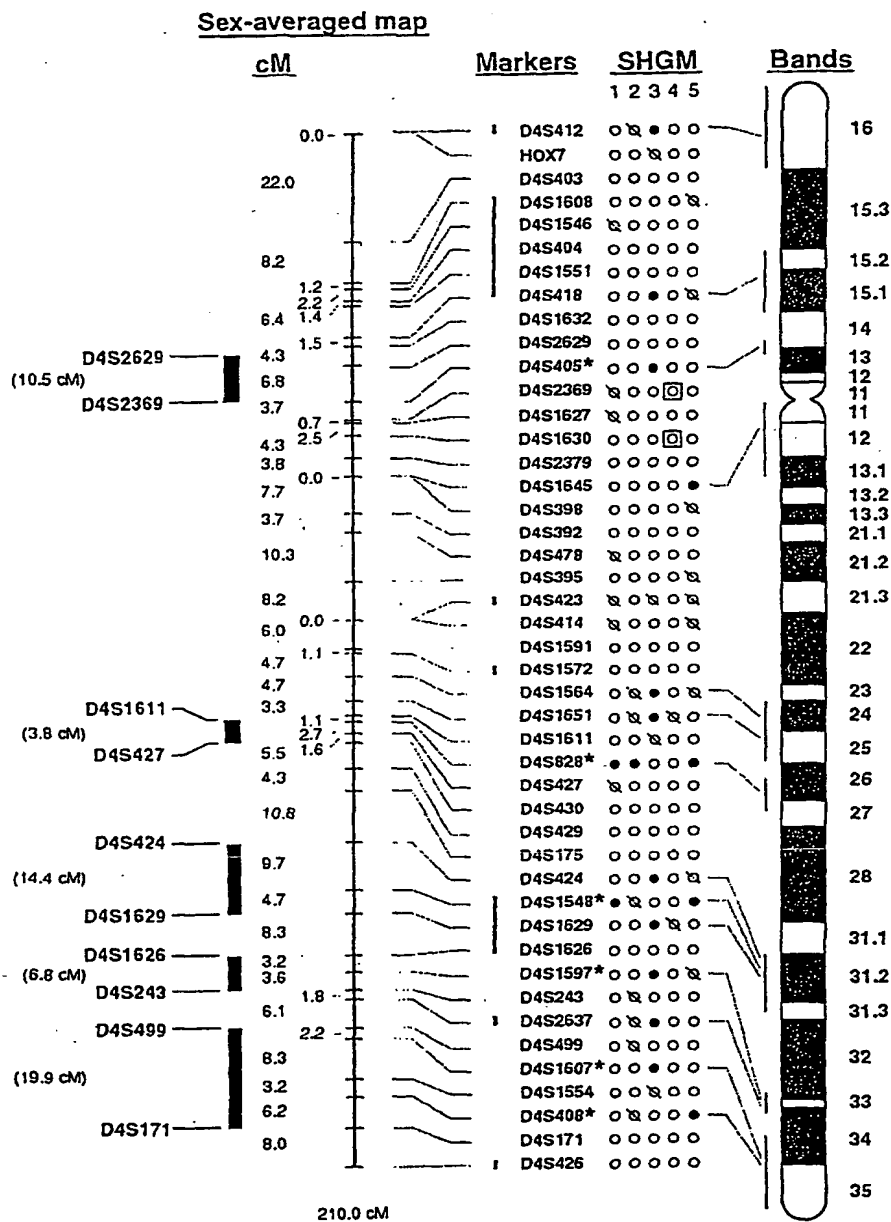 Sex-averaged map
cM Markers SHGM Bands
1 2 3 4 5
0.0 D4S412 16
HOX7
22.0 D4S403
D4S1608 15.3
D4S1546
8.2 D4S404 15.2
1.2 D4S1551
2.2 D4S418 15.1
6.4 1.4 D4S1632 14
1.5 D4S2629
D4S2629 4.3 D4S405* 13
(10.5 cM) 6.8 12
D4S2369 3.7 D4S2369 11
0.7 D4S1627 11
4.3 2.5 D4S1630 12
3.8 D4S2379 13.1
0.0 D4S1645
7.7 D4S398 13.2
3.7 D4S392 13.3
10.3 D4S478 21.1
D4S395 21.2
8.2 D4S423 21.3
6.0 0.0 D4S414
1.1 D4S1591 22
4.7 D4S1572
4.7 D4S1564 23
D4S1611 3.3 D4S1651 24
(3.8 cM) 1.1 D4S1611
2.7 D4S828* 25
D4S427 5.5 1.6 D4S427 26
4.3 D4S430 27
10.8 D4S429
D4S424 D4S175
(14.4 cM) 9.7 D4S424 28
4.7 D4S1548*
D4S1629 8.3 D4S1629 31.1
D4S1626 3.2 D4S1626
(6.8 cM) 3.6 D4S1597* 31.2
D4S243 1.8 D4S243 31.3
6.1 D4S2637
D4S499 2.2 D4S499 32
(19.9 cM) 8.3 D4S1607*
3.2 D4S1554 33
6.2 D4S408* 34
D4S171 8.0 D4S171
D4S426 35
210.0 cM